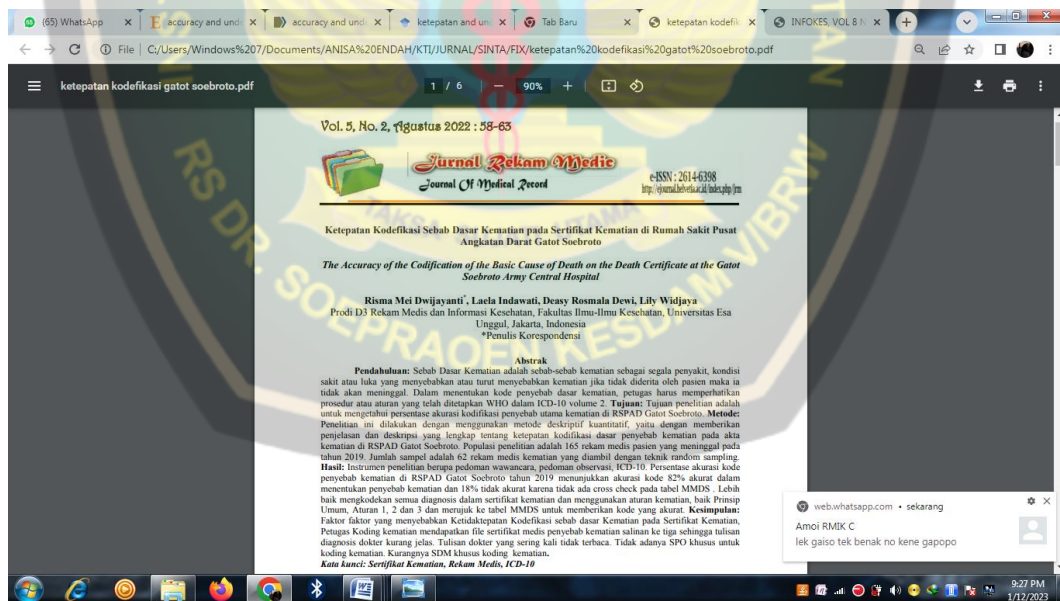 (65) WhatsApp
accuracy and und
accuracy and und
ketepatan and un
Tab Baru
ketepatan kodefik
INFOKES, VOL 8 N
File | C:/Users/Windows%207/Documents/ANISA%20ENDAH/KTI/JURNAL/SINTA/FIX/ketepatan%20kodefikasi%20gatot%20soebroto.pdf
ketepatan kodefikasi gatot soebroto.pdf
1 / 6
90%
Vol. 5, No. 2, Agustus 2022 : 58-63
Jurnal Rekam Medic
Journal Of Medical Record
e-ISSN : 2614-6398
http://ejournal.helvetia.ac.id/index.php/jrm
Ketepatan Kodefikasi Sebab Dasar Kematian pada Sertifikat Kematian di Rumah Sakit Pusat
Angkatan Darat Gatot Soebroto
The Accuracy of the Codification of the Basic Cause of Death on the Death Certificate at the Gatot
Soebroto Army Central Hospital
Risma Mei Dwijayanti*, Laela Indawati, Deasy Rosmala Dewi, Lily Widjaya
Prodi D3 Rekam Medis dan Informasi Kesehatan, Fakultas Ilmu-Ilmu Kesehatan, Universitas Esa
Unggul, Jakarta, Indonesia
*Penulis Korespondensi
Abstrak
Pendahuluan: Sebab Dasar Kematian adalah sebab-sebab kematian sebagai segala penyakit, kondisi
sakit atau luka yang menyebabkan atau turut menyebabkan kematian jika tidak diderita oleh pasien maka ia
tidak akan meninggal. Dalam menentukan kode penyebab dasar kematian, petugas harus memperhatikan
prosedur atau aturan yang telah ditetapkan WHO dalam ICD-10 volume 2. Tujuan: Tujuan penelitian adalah
untuk mengetahui persentase akurasi kodifikasi penyebab utama kematian di RSPAD Gatot Soebroto. Metode:
Penelitian ini dilakukan dengan menggunakan metode deskriptif kuantitatif, yaitu dengan memberikan
penjelasan dan deskripsi yang lengkap tentang ketepatan kodifikasi dasar penyebab kematian pada akta
kematian di RSPAD Gatot Soebroto. Populasi penelitian adalah 165 rekam medis pasien yang meninggal pada
tahun 2019. Jumlah sampel adalah 62 rekam medis kematian yang diambil dengan teknik random sampling.
Hasil: Instrumen penelitian berupa pedoman wawancara, pedoman observasi, ICD-10. Persentase akurasi kode
penyebab kematian di RSPAD Gatot Soebroto tahun 2019 menunjukkan akurasi kode 82% akurat dalam
menentukan penyebab kematian dan 18% tidak akurat karena tidak ada cross check pada tabel MMDS . Lebih
baik mengkodekan semua diagnosis dalam sertifikat kematian dan menggunakan aturan kematian, baik Prinsip
Umum, Aturan 1, 2 dan 3 dan merujuk ke tabel MMDS untuk memberikan kode yang akurat. Kesimpulan:
Faktor faktor yang menyebabkan Ketidaktepatan Kodefikasi sebab dasar Kematian pada Sertifikat Kematian,
Petugas Koding kematian mendapatkan file sertifikat medis penyebab kematian salinan ke tiga sehingga tulisan
diagnosis dokter kurang jelas. Tulisan dokter yang sering kali tidak terbaca. Tidak adanya SPO khusus untuk
koding kematian. Kurangnya SDM khusus koding kematian.
Kata kunci: Sertifikat Kematian, Rekam Medis, ICD-10
RS DR. SOEPRAOEN KESDAM V/BRW
TAKSA
UTAMA
web.whatsapp.com • sekarang
Amoi RMIK C
lek gaiso tek benak no kene gapopo
9:27 PM
1/12/2023